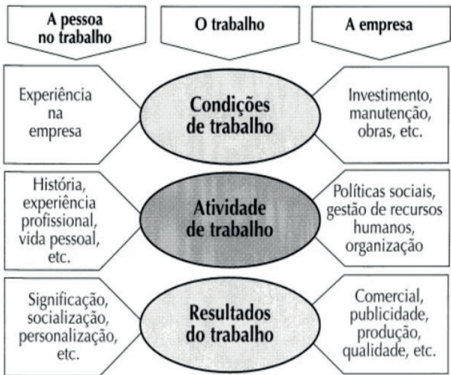 A pessoa
no trabalho
O trabalho
A empresa
Experiência
na
empresa
Condições
de trabalho
Investimento,
manutenção,
obras, etc.
História,
experiência
profissional,
vida pessoal,
etc.
Atividade
de trabalho
Políticas sociais,
gestão de recursos
humanos,
organização
Significação,
socialização,
personalização,
etc.
Resultados
do trabalho
Comercial,
publicidade,
produção,
qualidade, etc.